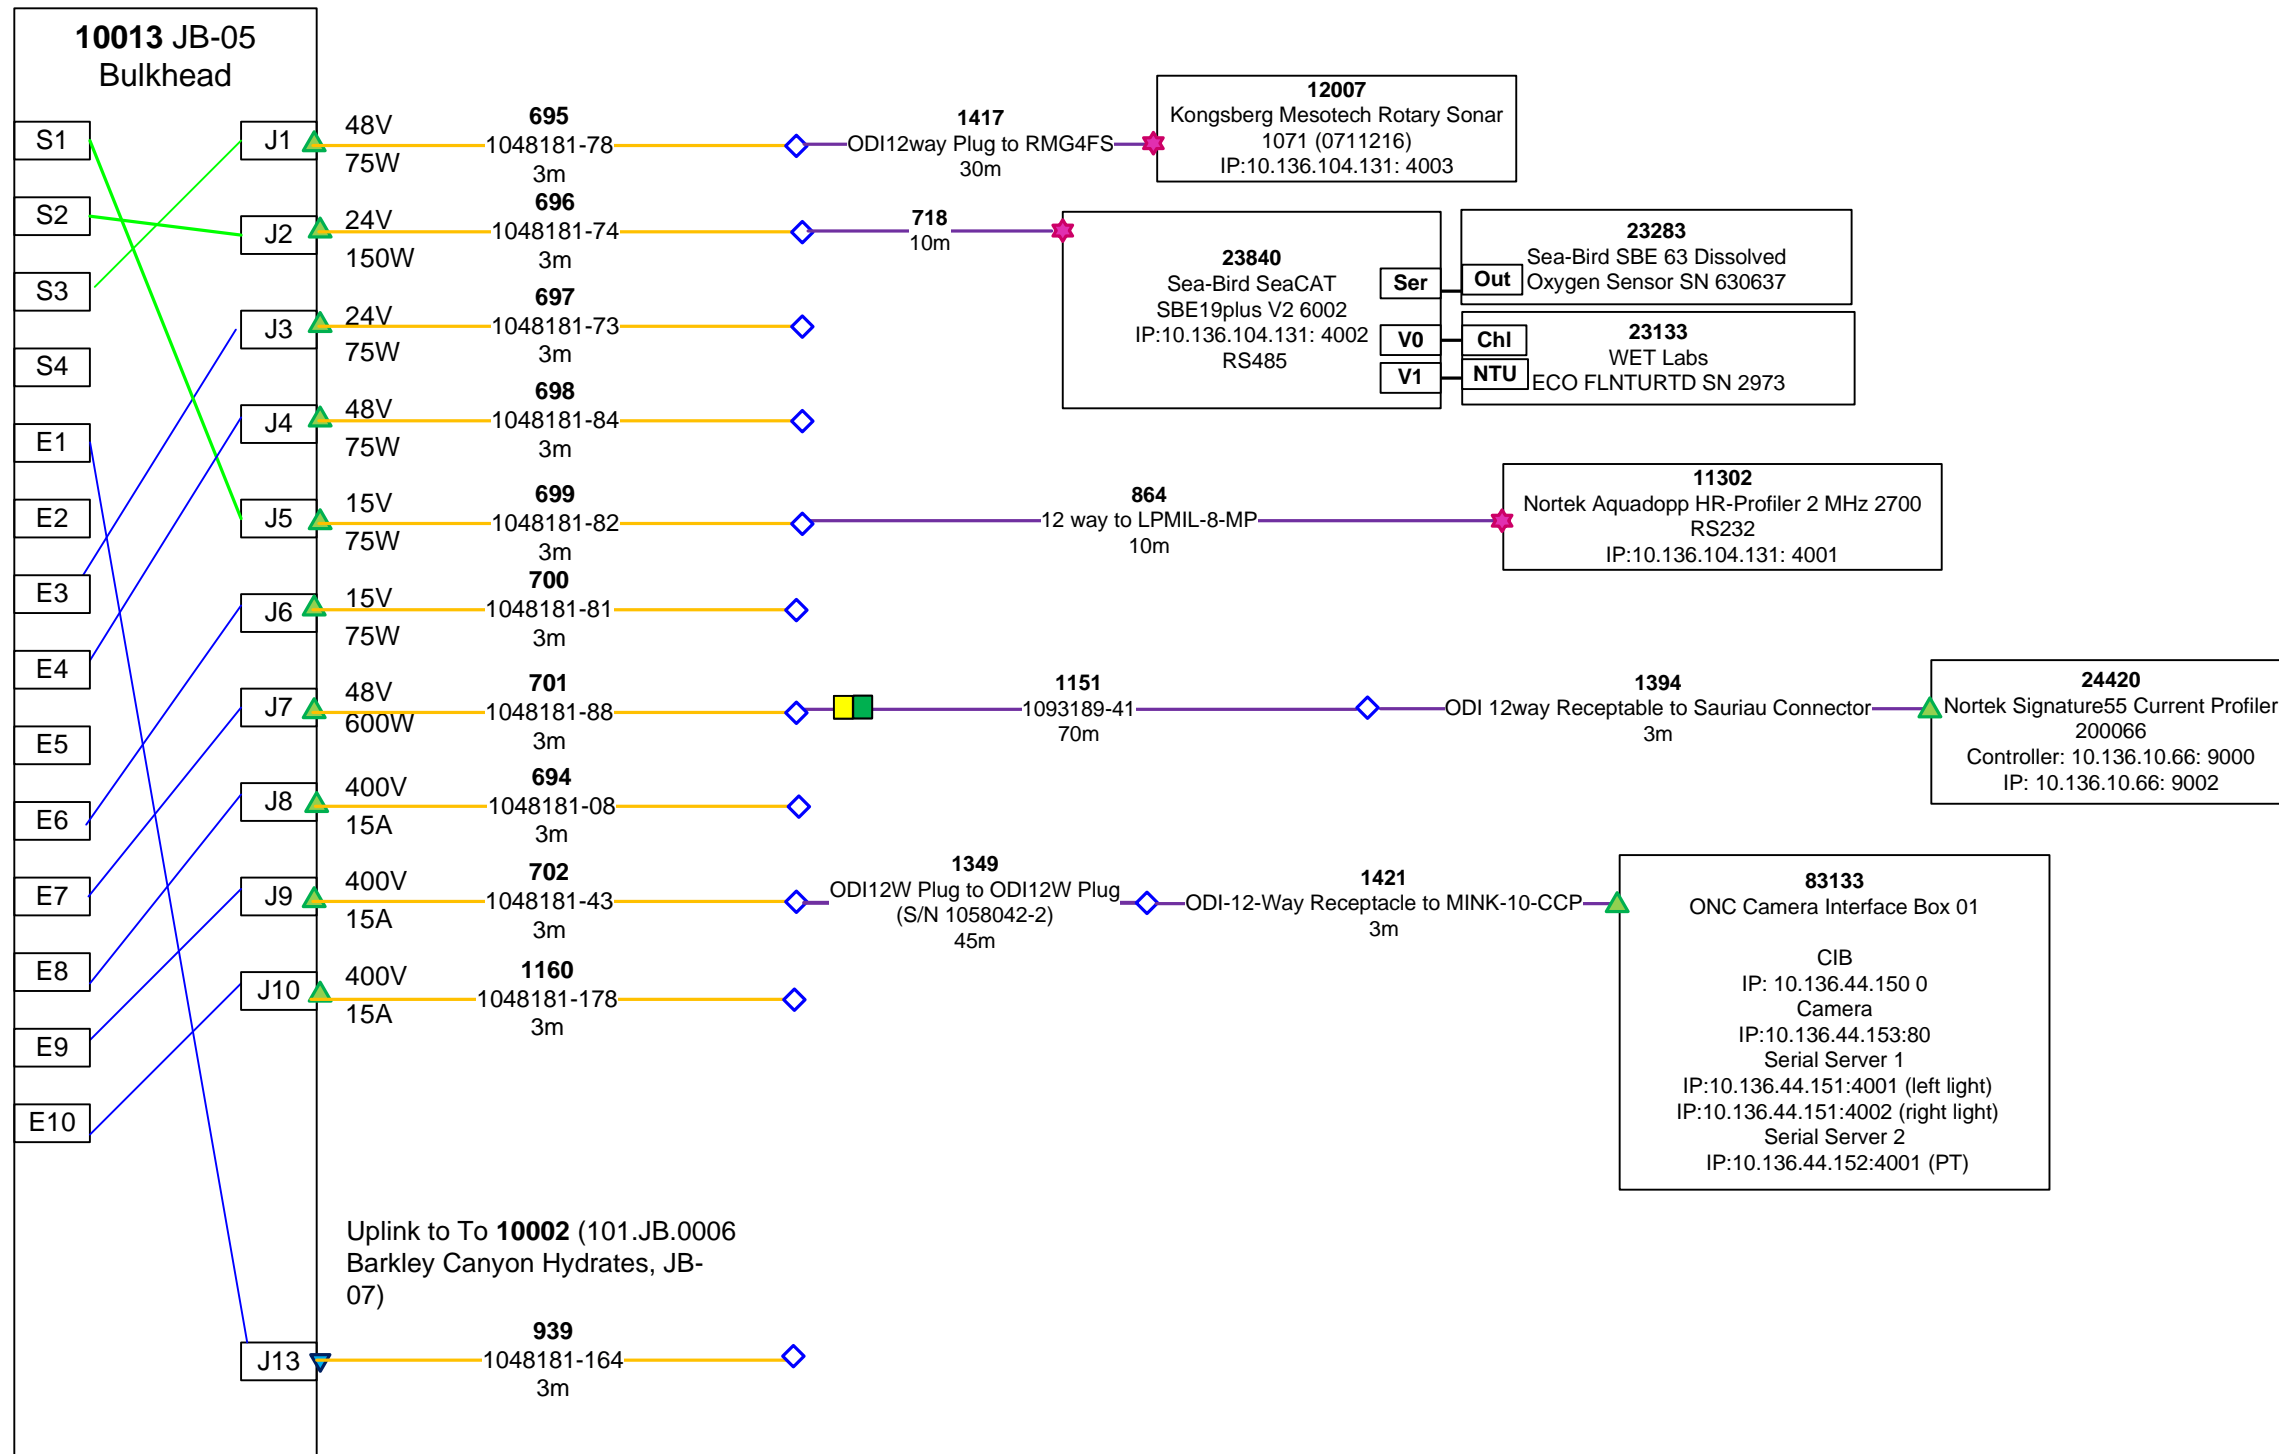 10013 JB-05
Bulkhead
S1
S2
S3
S4
E1
E2
E3
E4
E5
E6
E7
E8
E9
E10
J1
48V
75W
695
1048181-78
3m
1417
ODI12way Plug to RMG4FS
30m
12007
Kongsberg Mesotech Rotary Sonar
1071 (0711216)
IP:10.136.104.131: 4003
J2
24V
150W
696
1048181-74
3m
718
10m
23840
Sea-Bird SeaCAT
SBE19plus V2 6002
IP:10.136.104.131: 4002
RS485
Ser
V0
V1
Out
23283
Sea-Bird SBE 63 Dissolved
Oxygen Sensor SN 630637
Chl
NTU
23133
WET Labs
ECO FLNTURTD SN 2973
J3
24V
75W
697
1048181-73
3m
J4
48V
75W
698
1048181-84
3m
J5
15V
75W
699
1048181-82
3m
864
12 way to LPMIL-8-MP
10m
11302
Nortek Aquadopp HR-Profiler 2 MHz 2700
RS232
IP:10.136.104.131: 4001
J6
15V
75W
700
1048181-81
3m
J7
48V
600W
701
1048181-88
3m
1151
1093189-41
70m
1394
ODI 12way Receptable to Sauriau Connector
3m
24420
Nortek Signature55 Current Profiler
200066
Controller: 10.136.10.66: 9000
IP: 10.136.10.66: 9002
J8
400V
15A
694
1048181-08
3m
J9
400V
15A
702
1048181-43
3m
1349
ODI12W Plug to ODI12W Plug
(S/N 1058042-2)
45m
1421
ODI-12-Way Receptacle to MINK-10-CCP
3m
83133
ONC Camera Interface Box 01
CIB
IP: 10.136.44.150 0
Camera
IP:10.136.44.153:80
Serial Server 1
IP:10.136.44.151:4001 (left light)
IP:10.136.44.151:4002 (right light)
Serial Server 2
IP:10.136.44.152:4001 (PT)
J10
400V
15A
1160
1048181-178
3m
Uplink to To 10002 (101.JB.0006
Barkley Canyon Hydrates, JB-
07)
J13
939
1048181-164
3m